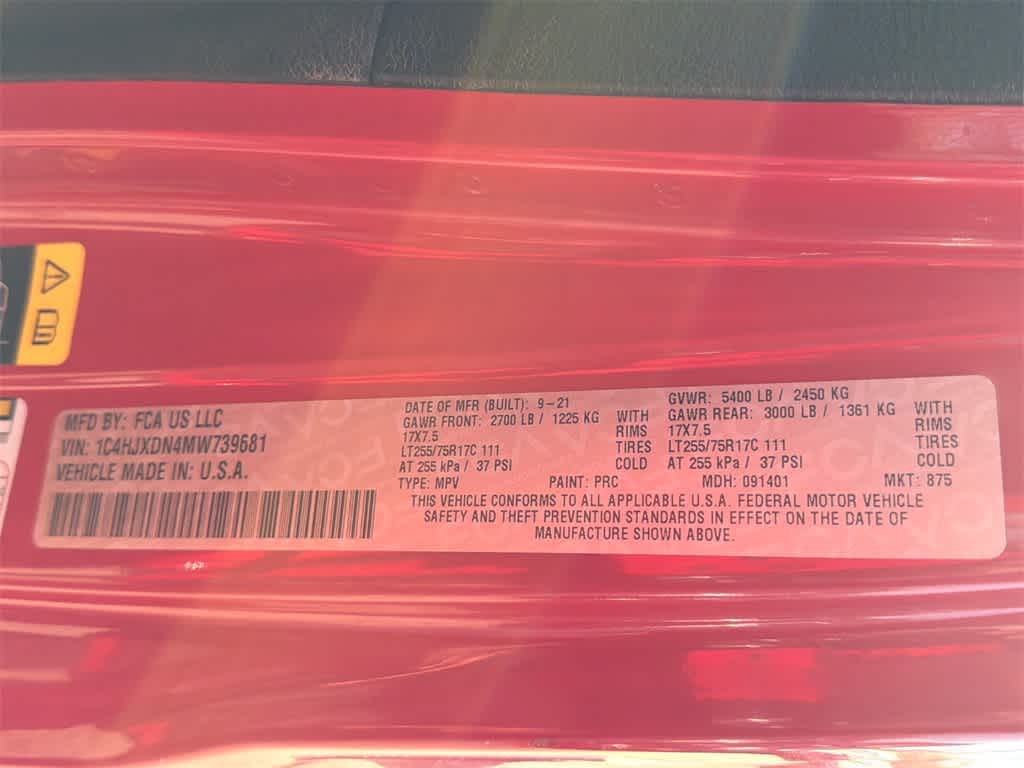 MFD BY: FCA US LLC
VIN: 1C4HJXDN4MW739681
VEHICLE MADE IN: U.S.A.
DATE OF MFR (BUILT): 9-21
GAWR FRONT: 2700 LB / 1225 KG WITH
17X7.5 RIMS
LT255/75R17C 111 TIRES
AT 255 kPa / 37 PSI COLD
GVWR: 5400 LB / 2450 KG
GAWR REAR: 3000 LB / 1361 KG WITH
17X7.5 RIMS
LT255/75R17C 111 TIRES
AT 255 kPa / 37 PSI COLD
TYPE: MPV PAINT: PRC MDH: 091401 MKT: 875
THIS VEHICLE CONFORMS TO ALL APPLICABLE U.S.A. FEDERAL MOTOR VEHICLE
SAFETY AND THEFT PREVENTION STANDARDS IN EFFECT ON THE DATE OF
MANUFACTURE SHOWN ABOVE.